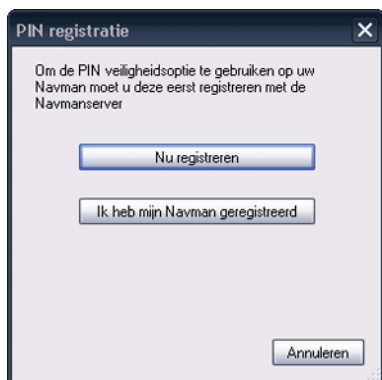 PIN registratie
Om de PIN veiligheidsoptie te gebruiken op uw
Navman moet u deze eerst registreren met de
Navmanserver
Nu registreren
Ik heb mijn Navman geregistreerd
Annuleren